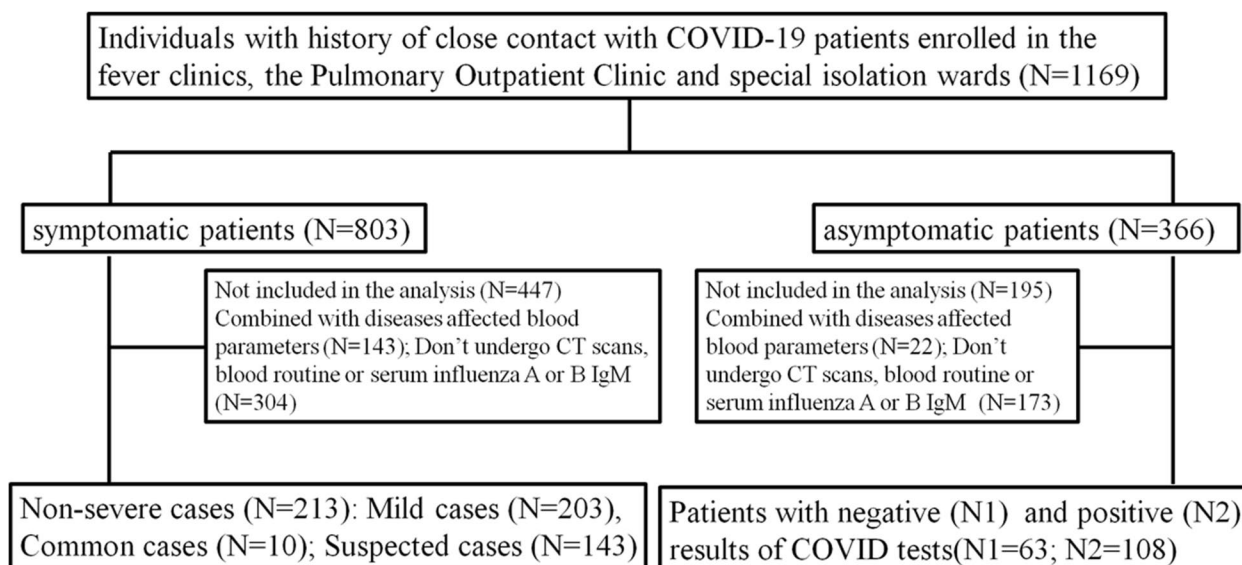 Individuals with history of close contact with COVID-19 patients enrolled in the
fever clinics, the Pulmonary Outpatient Clinic and special isolation wards (N=1169)
symptomatic patients (N=803)
asymptomatic patients (N=366)
Not included in the analysis (N=447)
Combined with diseases affected blood
parameters (N=143); Don’t undergo CT scans,
blood routine or serum influenza A or B IgM
(N=304)
Not included in the analysis (N=195)
Combined with diseases affected
blood parameters (N=22); Don’t
undergo CT scans, blood routine or
serum influenza A or B IgM (N=173)
Non-severe cases (N=213): Mild cases (N=203),
Common cases (N=10); Suspected cases (N=143)
Patients with negative (N1) and positive (N2)
results of COVID tests(N1=63; N2=108)